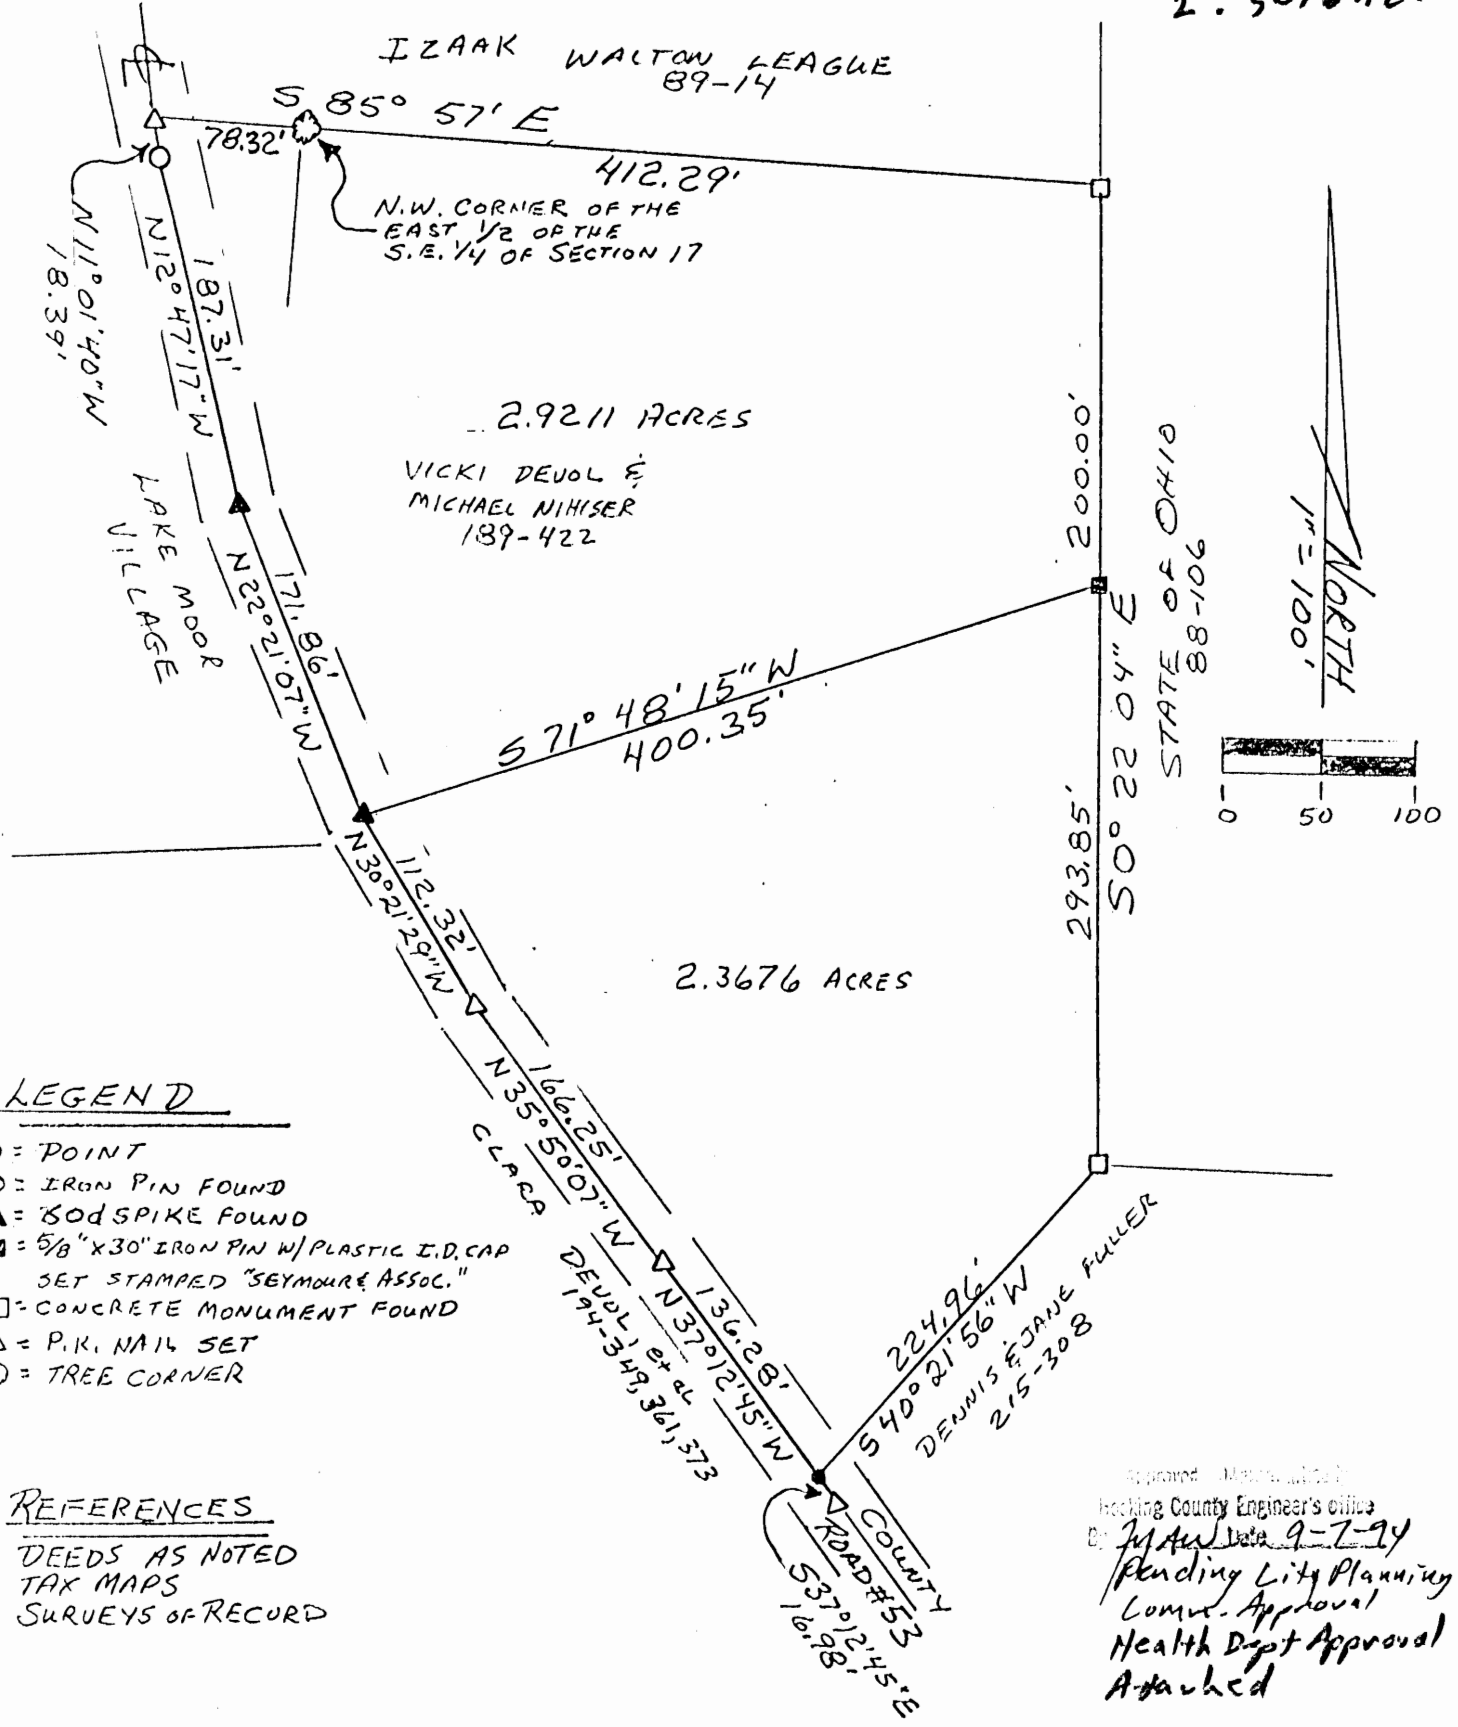 IZAAK WALTON LEAGUE
89-14
S 85° 57' E
78.32'
412.29'
N.W. CORNER OF THE
EAST 1/2 OF THE
S.E. 1/4 OF SECTION 17
N11°01'40"W
18.39'
187.31'
N12°47'17"W
2.9211 ACRES
VICKI DEVOL &
MICHAEL NIHISER
189-422
LAKE MOOR
VILLAGE
171.86'
N22°21'07"W
200.00'
STATE OF OHIO
88-106
NORTH
1"=100'
S 71° 48' 15" W
400.35'
0 50 100
293.85'
S0° 22 04" E
112.32'
N30°21'29"W
2.3676 ACRES
166.25'
N35°50'07"W
CLARA DEVOL, et al
194-349,361,373
136.28'
N37°12'45"W
224.96'
S40°21'56"W
DENNIS & JANE FULLER
215-308
COUNTY
ROAD #53
S37°12'45"E
16.98'
LEGEND
= POINT
= IRON PIN FOUND
= 60d SPIKE FOUND
= 5/8"x30" IRON PIN W/PLASTIC I.D. CAP
SET STAMPED "SEYMOUR & ASSOC."
= CONCRETE MONUMENT FOUND
= P.K. NAIL SET
= TREE CORNER
REFERENCES
DEEDS AS NOTED
TAX MAPS
SURVEYS OF RECORD
Approved
Hocking County Engineer's office
By Date 9-7-94
Pending City Planning
Comm. Approval
Health Dept Approval
Attached